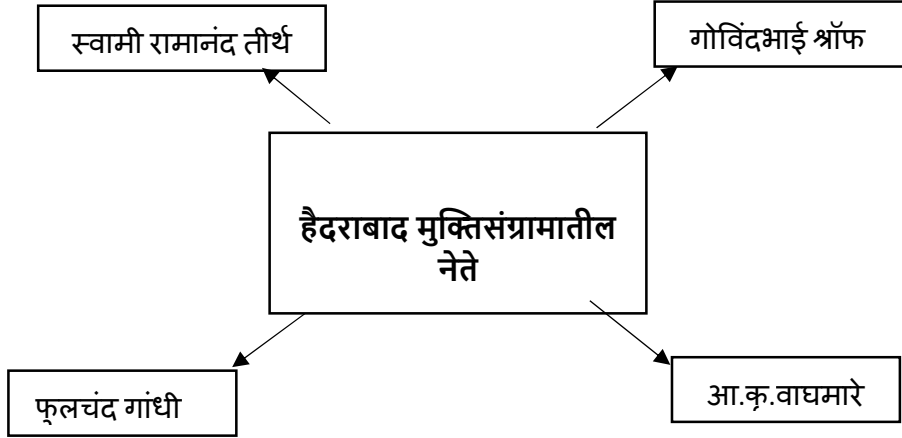 स्वामी रामानंद तीर्थ
गोविंदभाई श्रॉफ
हैदराबाद मुक्तिसंग्रामातील
नेते
फुलचंद गांधी
आ.कृ.वाघमारे